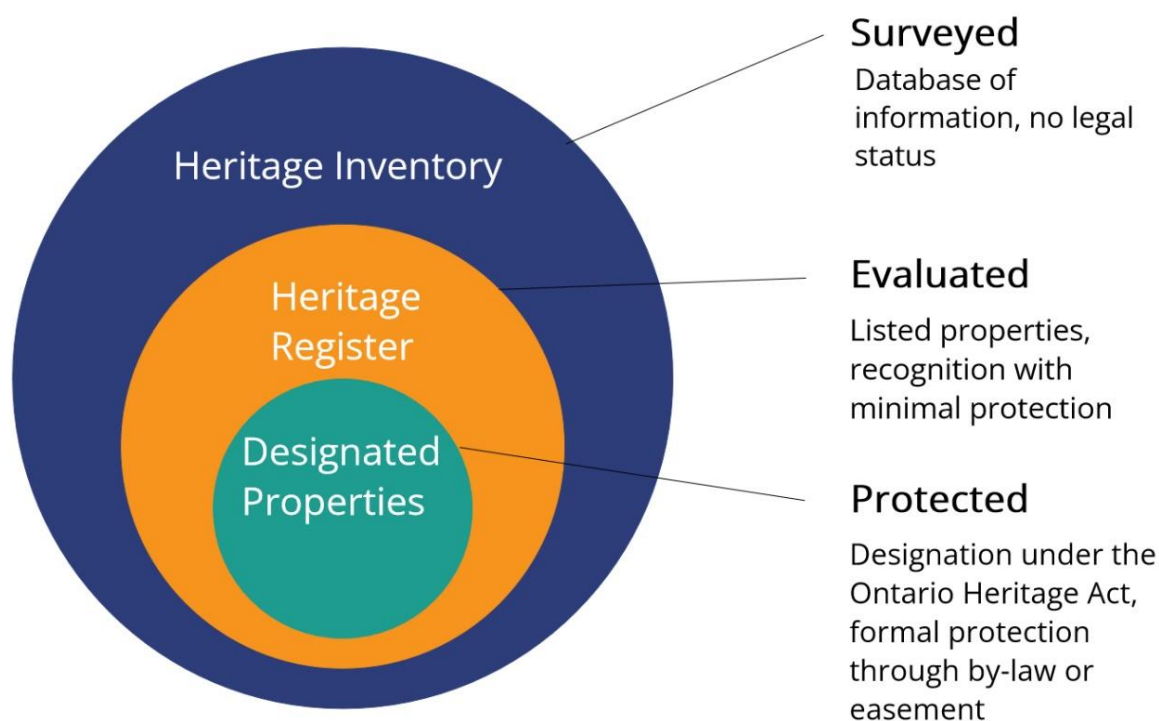 Surveyed
Database of
information, no legal
status
Heritage Inventory
Evaluated
Listed properties,
recognition with
minimal protection
Heritage
Register
Designated
Properties
Protected
Designation under the
Ontario Heritage Act,
formal protection
through by-law or
easement